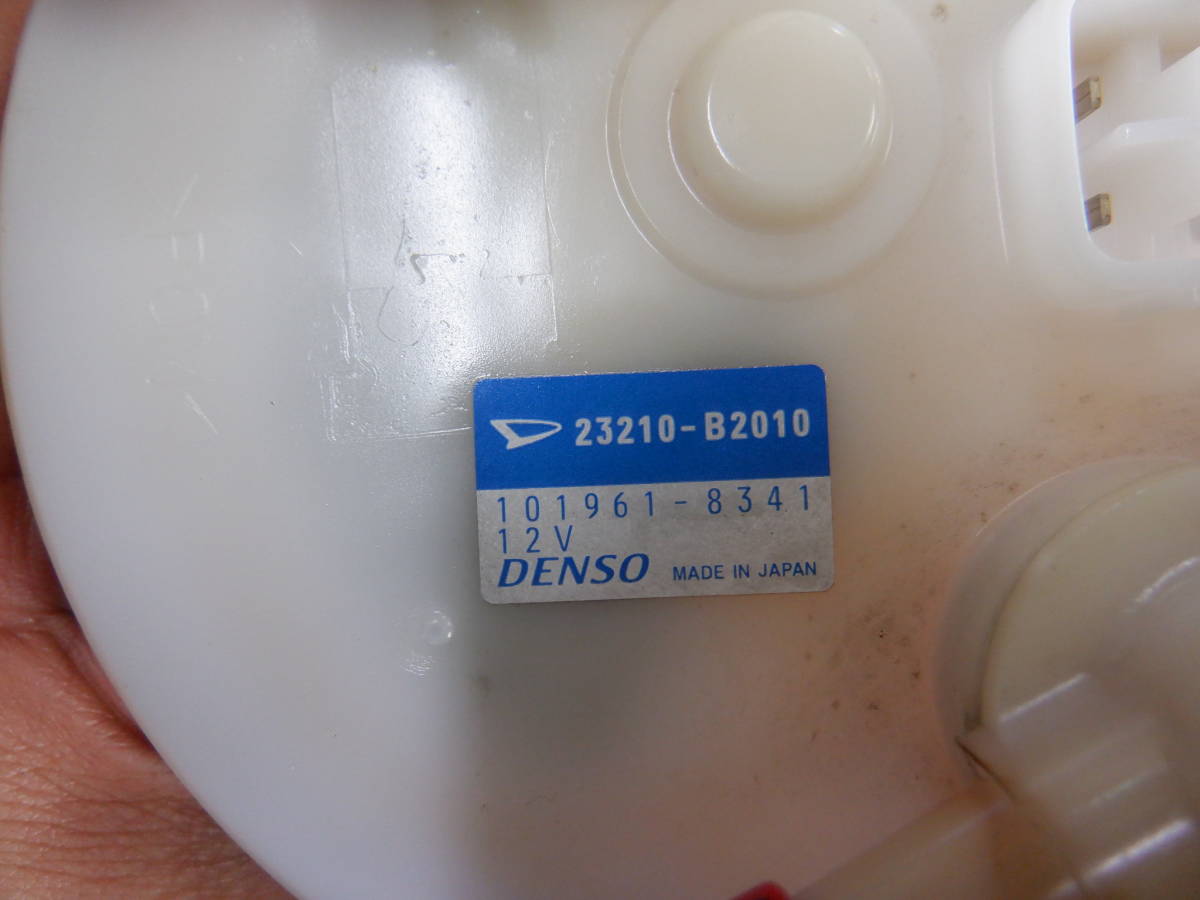 23210-B2010
101961-8341
12V
DENSO MADE IN JAPAN